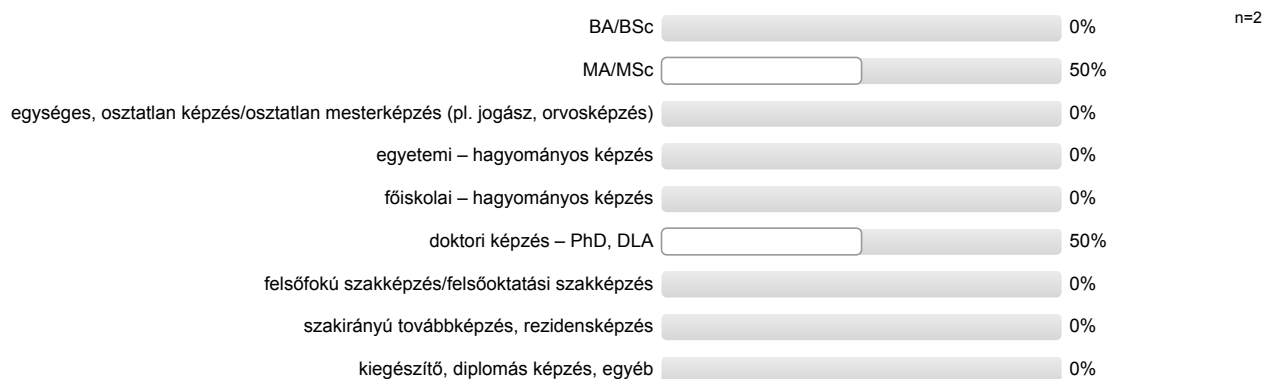 BA/BSc 0% n=2
MA/MSc 50%
egységes, osztatlan képzés/osztatlan mesterképzés (pl. jogász, orvosképzés) 0%
egyetemi – hagyományos képzés 0%
főiskolai – hagyományos képzés 0%
doktori képzés – PhD, DLA 50%
felsőfokú szakképzés/felsőoktatási szakképzés 0%
szakirányú továbbképzés, rezidensképzés 0%
kiegészítő, diplomás képzés, egyéb 0%